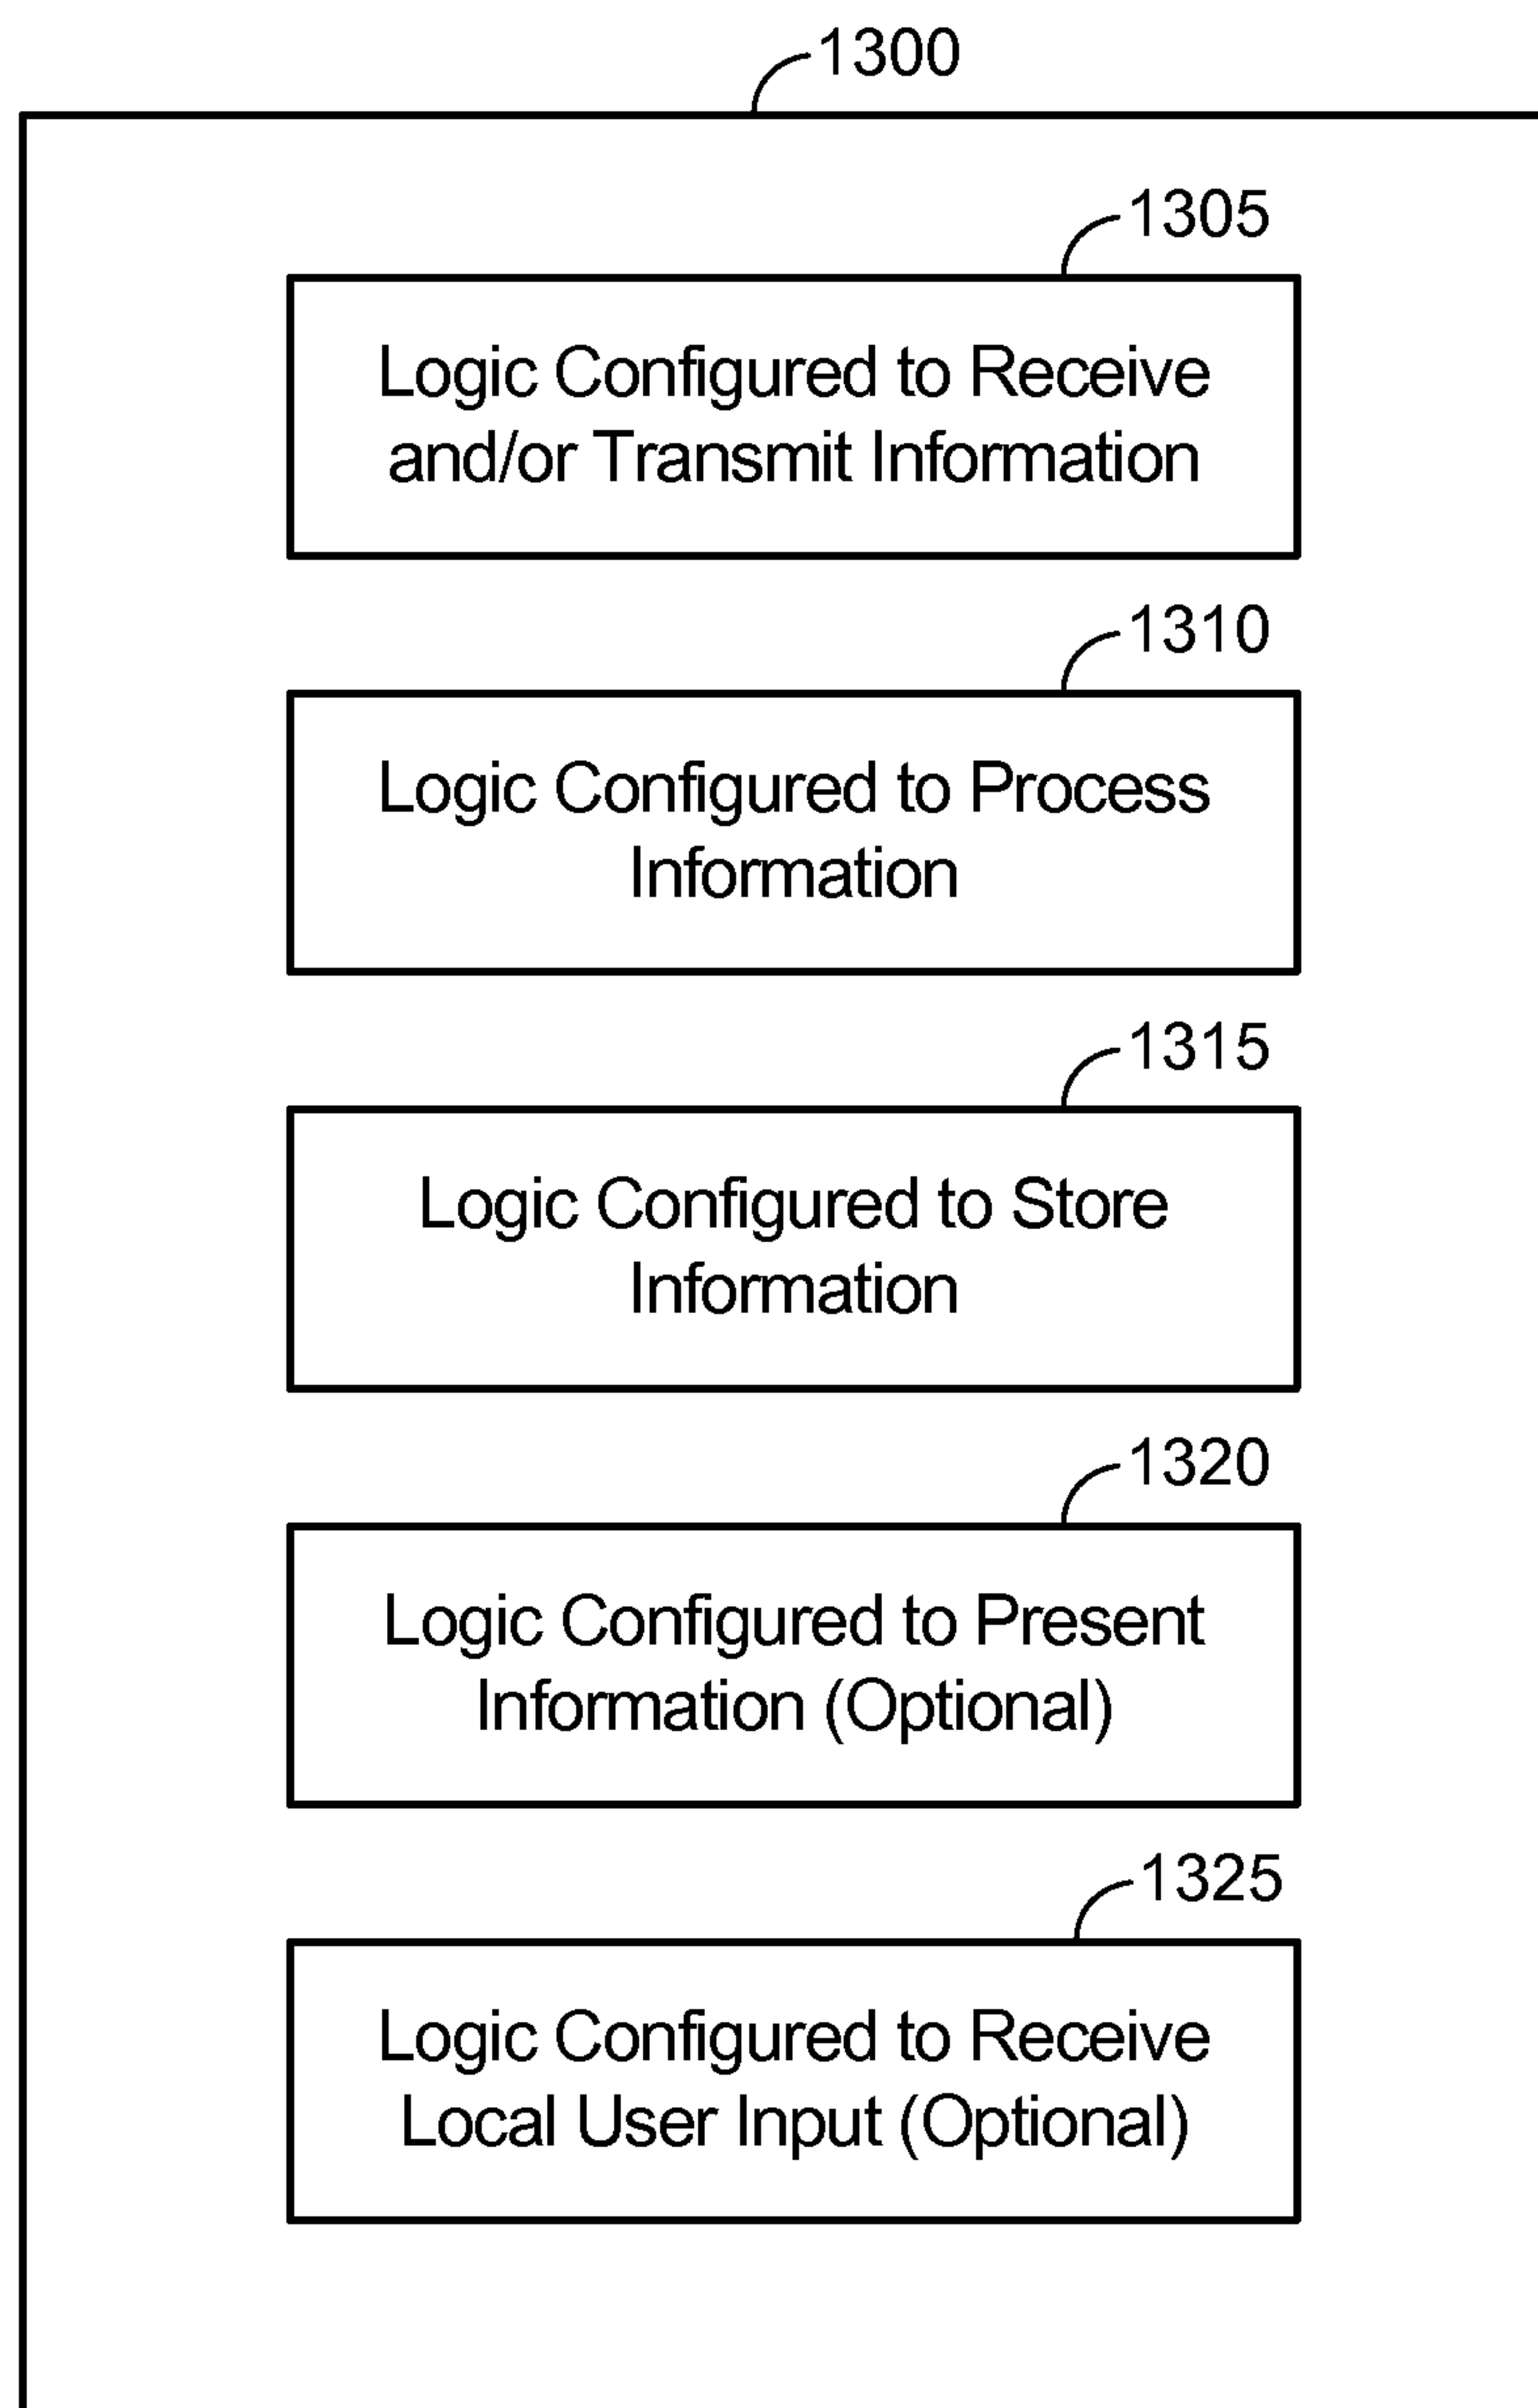 1300
1305
Logic Configured to Receive
and/or Transmit Information
1310
Logic Configured to Process
Information
1315
Logic Configured to Store
Information
1320
Logic Configured to Present
Information (Optional)
1325
Logic Configured to Receive
Local User Input (Optional)